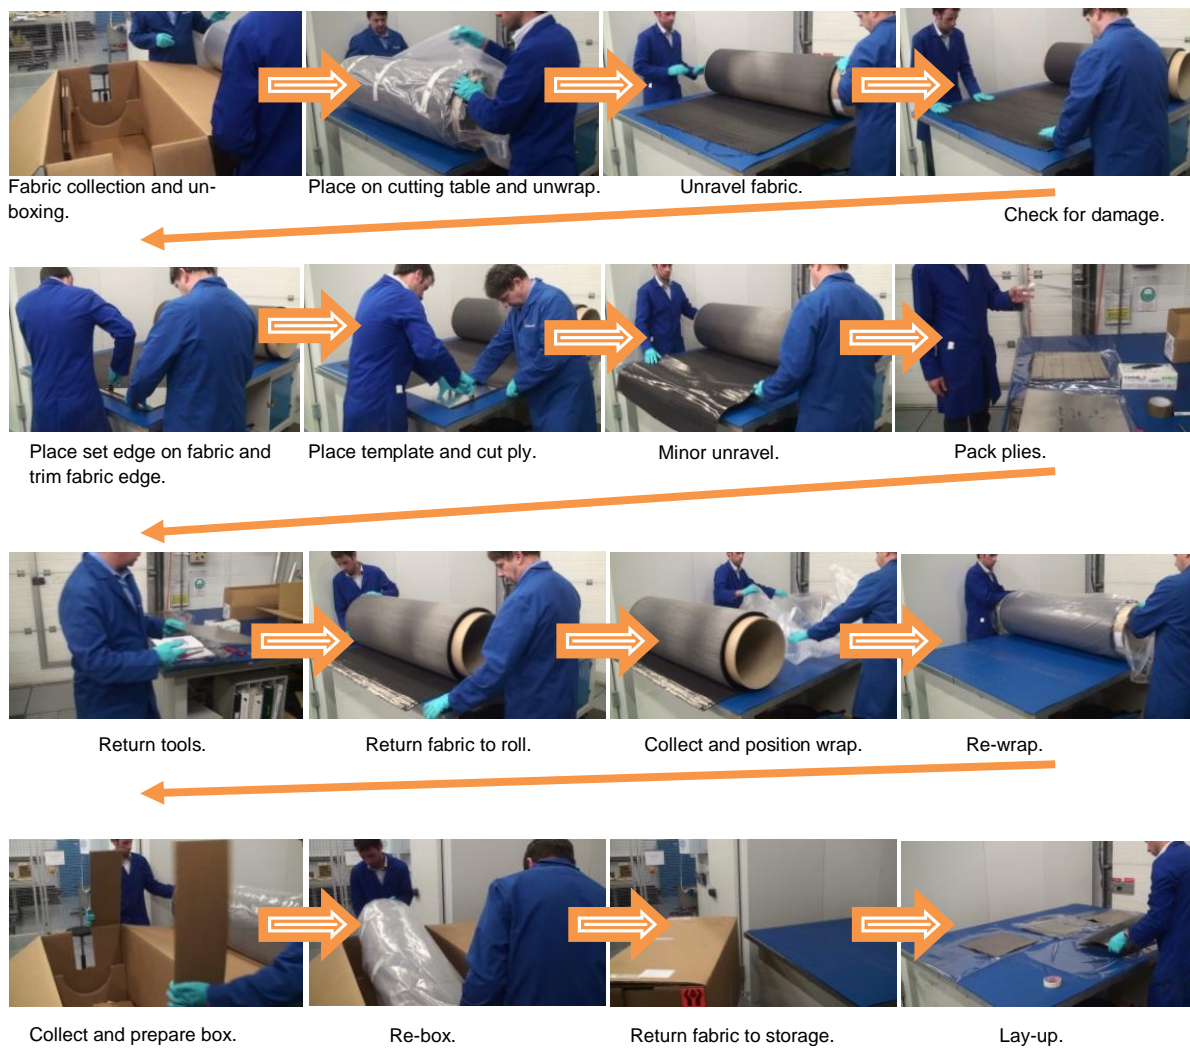 Fabric collection and un-
boxing.
Place on cutting table and unwrap.
Unravel fabric.
Check for damage.
Place set edge on fabric and
trim fabric edge.
Place template and cut ply.
Minor unravel.
Pack plies.
Return tools.
Return fabric to roll.
Collect and position wrap.
Re-wrap.
Collect and prepare box.
Re-box.
Return fabric to storage.
Lay-up.